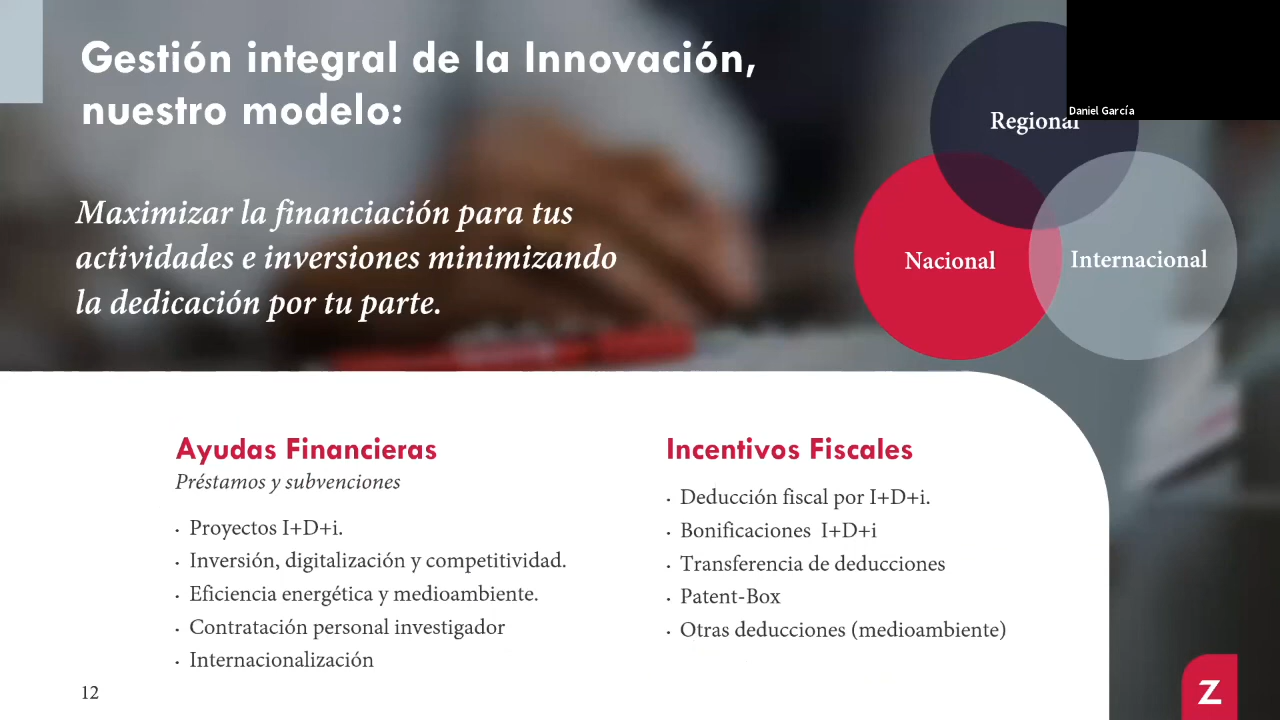 Gestión integral de la Innovación,
nuestro modelo:
Maximizar la financiación para tus
actividades e inversiones minimizando
la dedicación por tu parte.
Regional
Daniel García
Nacional
Internacional
Ayudas Financieras
Préstamos y subvenciones
· Proyectos I+D+i.
· Inversión, digitalización y competitividad.
· Eficiencia energética y medioambiente.
· Contratación personal investigador
· Internacionalización
Incentivos Fiscales
· Deducción fiscal por I+D+i.
· Bonificaciones I+D+i
· Transferencia de deducciones
· Patent-Box
· Otras deducciones (medioambiente)
12
Z